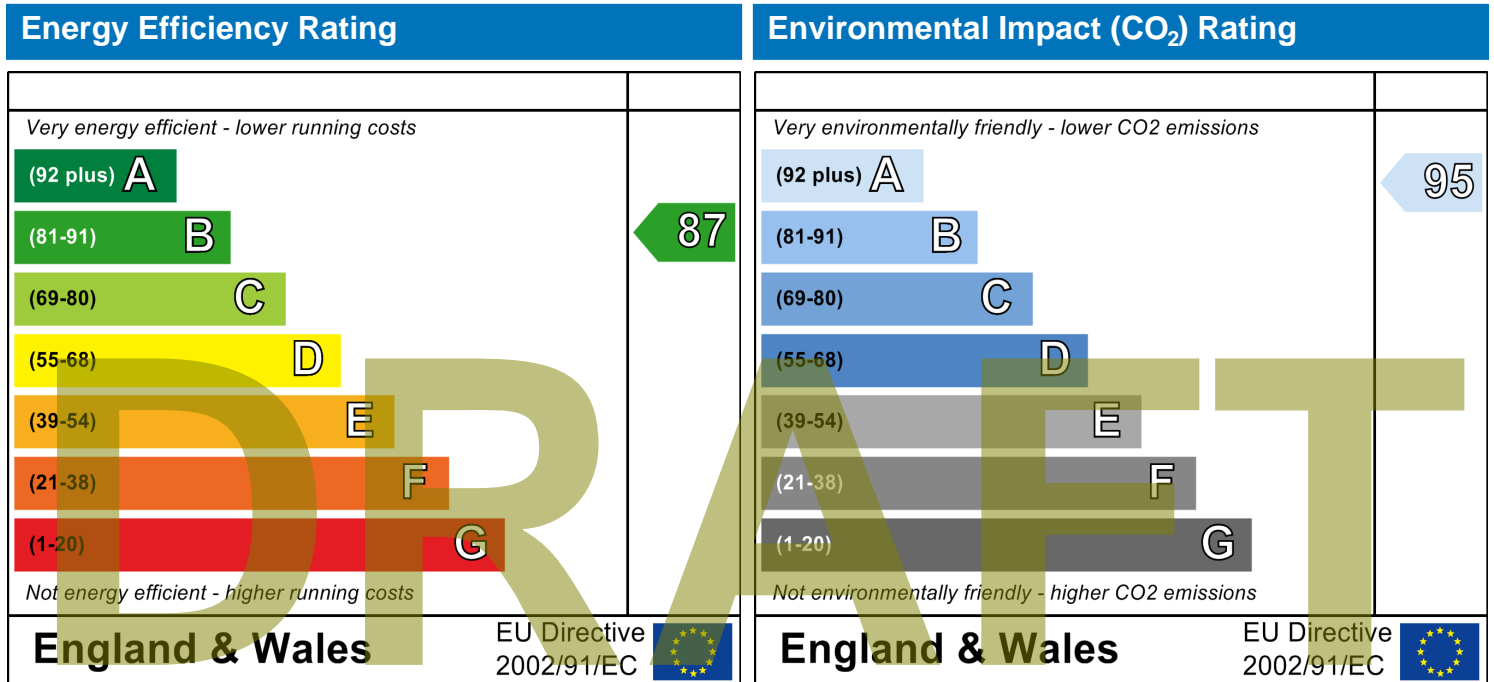 Energy Efficiency Rating
Very energy efficient - lower running costs
(92 plus) A
(81-91) B
87
(69-80) C
(55-68) D
(39-54) E
(21-38) F
(1-20) G
Not energy efficient - higher running costs
England & Wales
EU Directive
2002/91/EC
Environmental Impact (CO₂) Rating
Very environmentally friendly - lower CO2 emissions
(92 plus) A
95
(81-91) B
(69-80) C
(55-68) D
(39-54) E
(21-38) F
(1-20) G
Not environmentally friendly - higher CO2 emissions
England & Wales
EU Directive
2002/91/EC
DRAFT